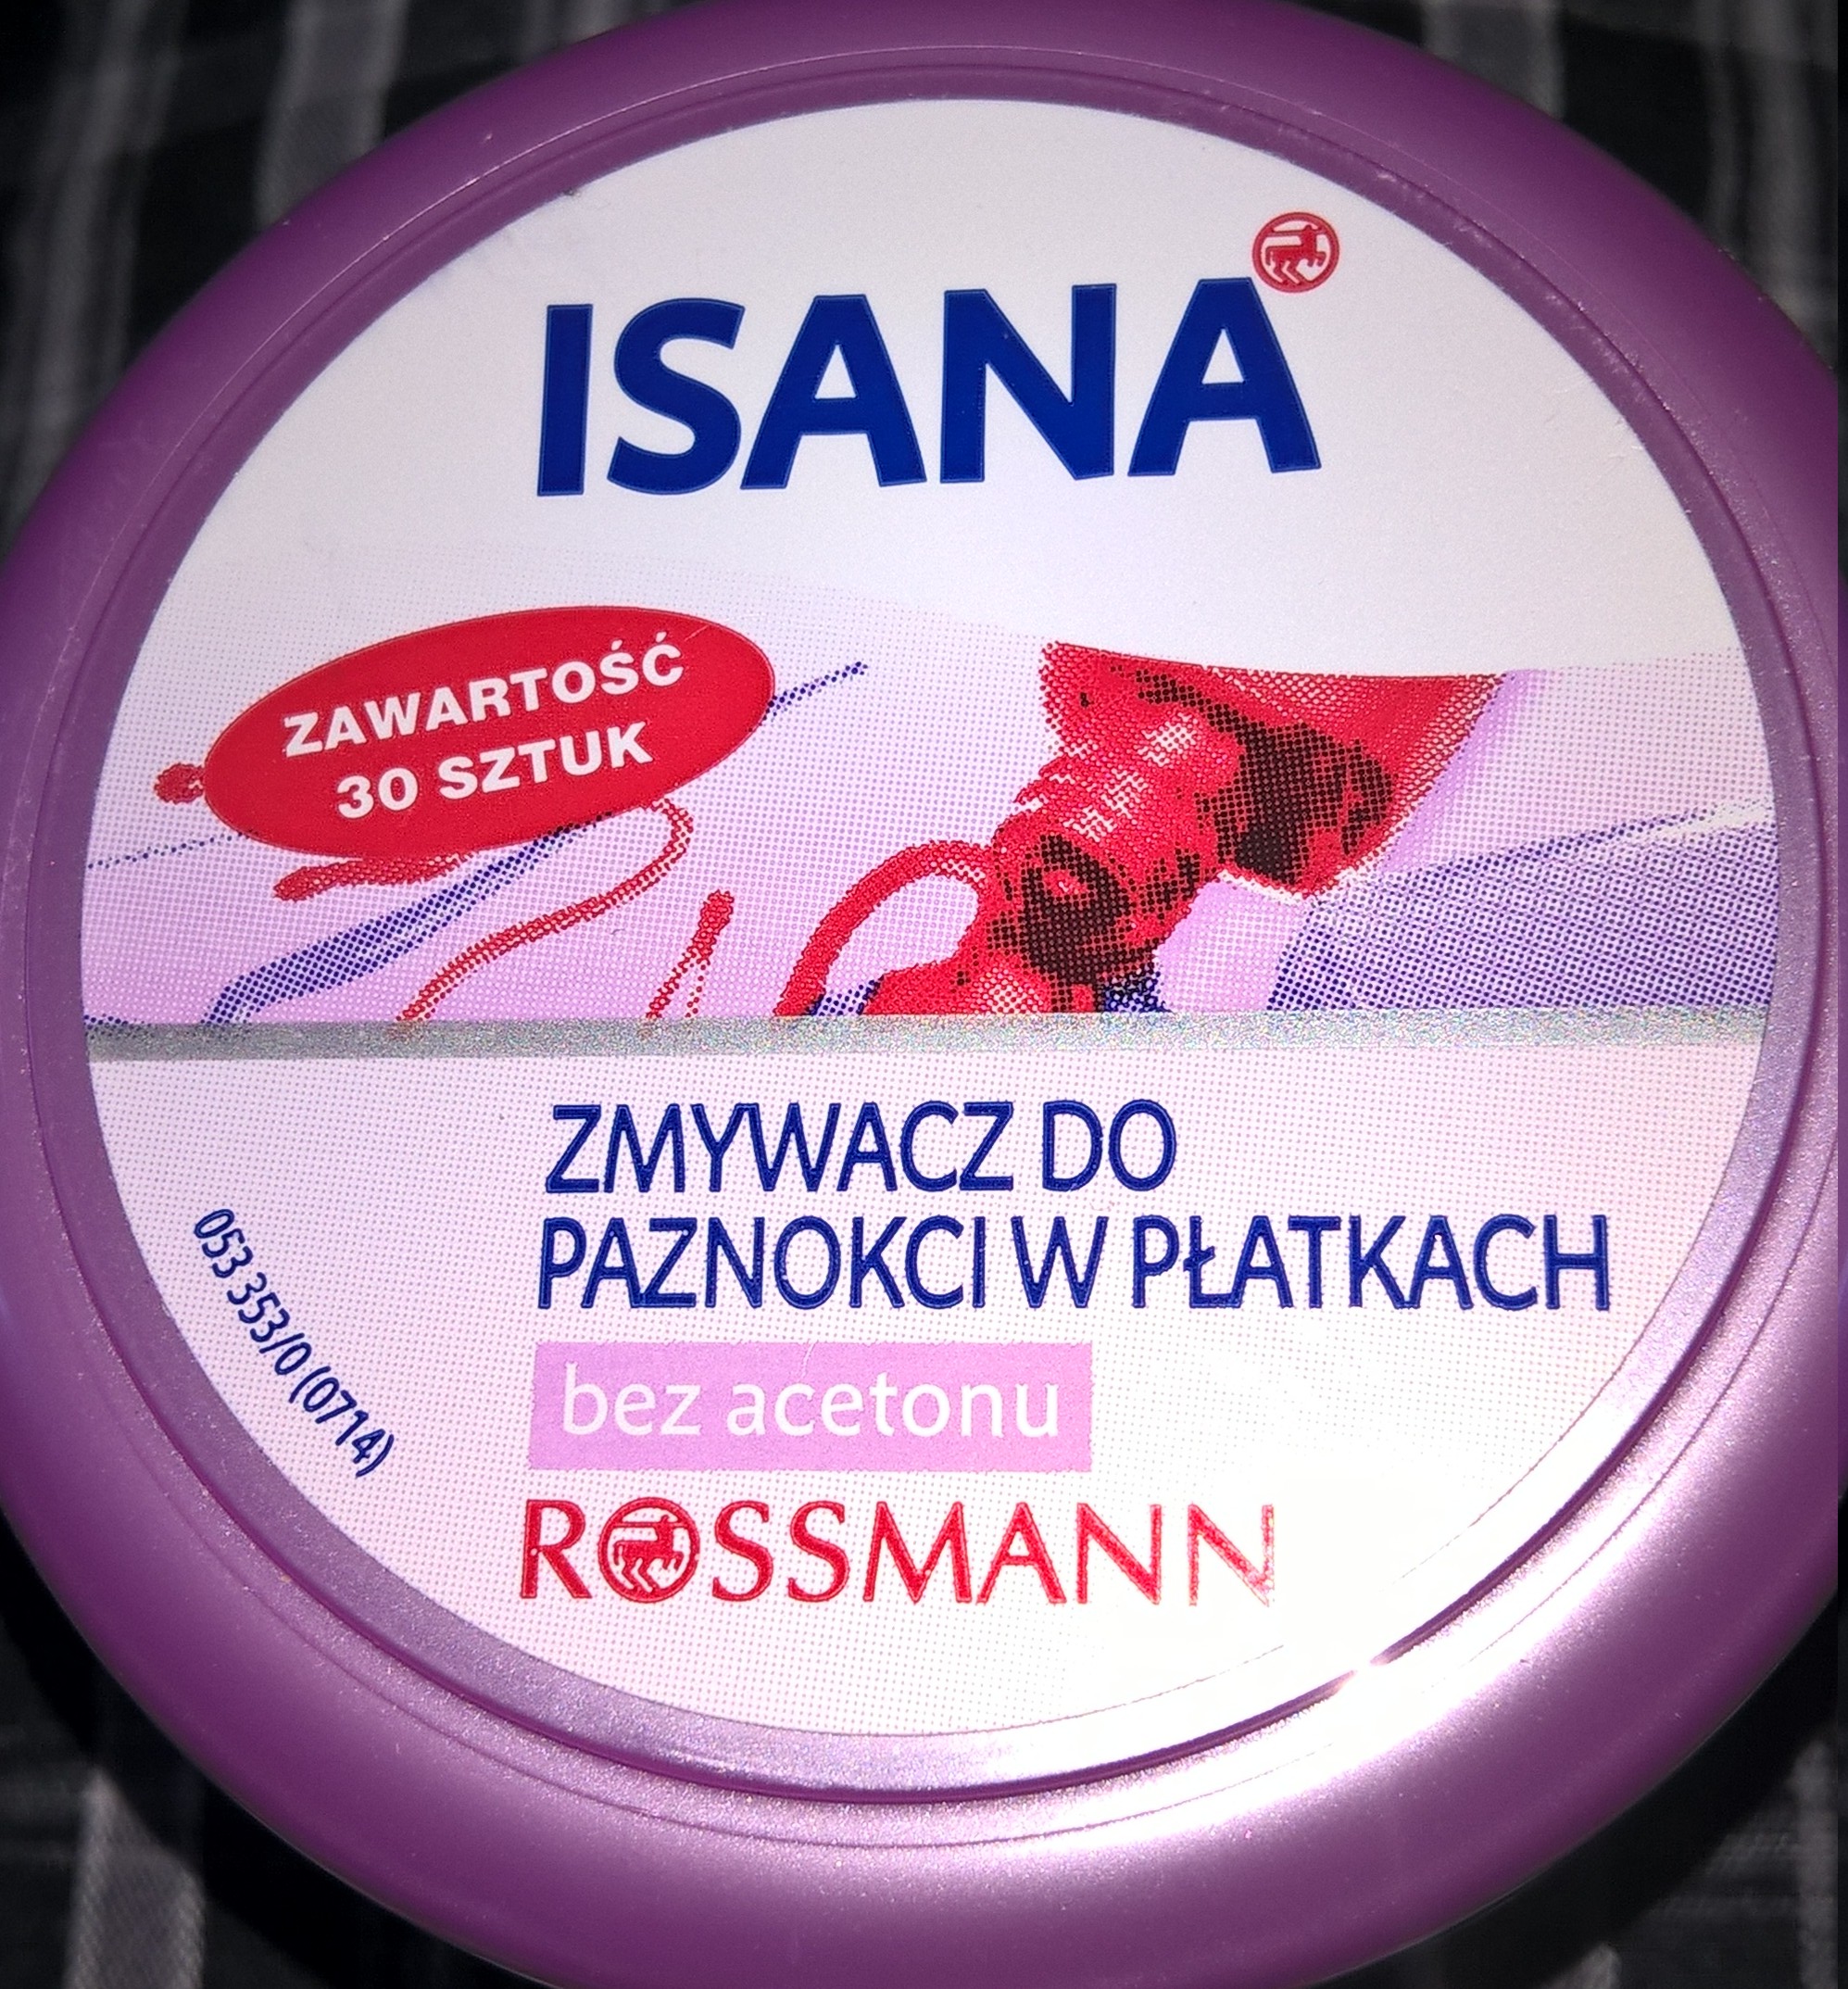 ISANA
ZAWARTOŚĆ
30 SZTUK
ZMYWACZ DO
PAZNOKCI W PŁATKACH
bez acetonu
053 353/0 (0714)
ROSSMANN